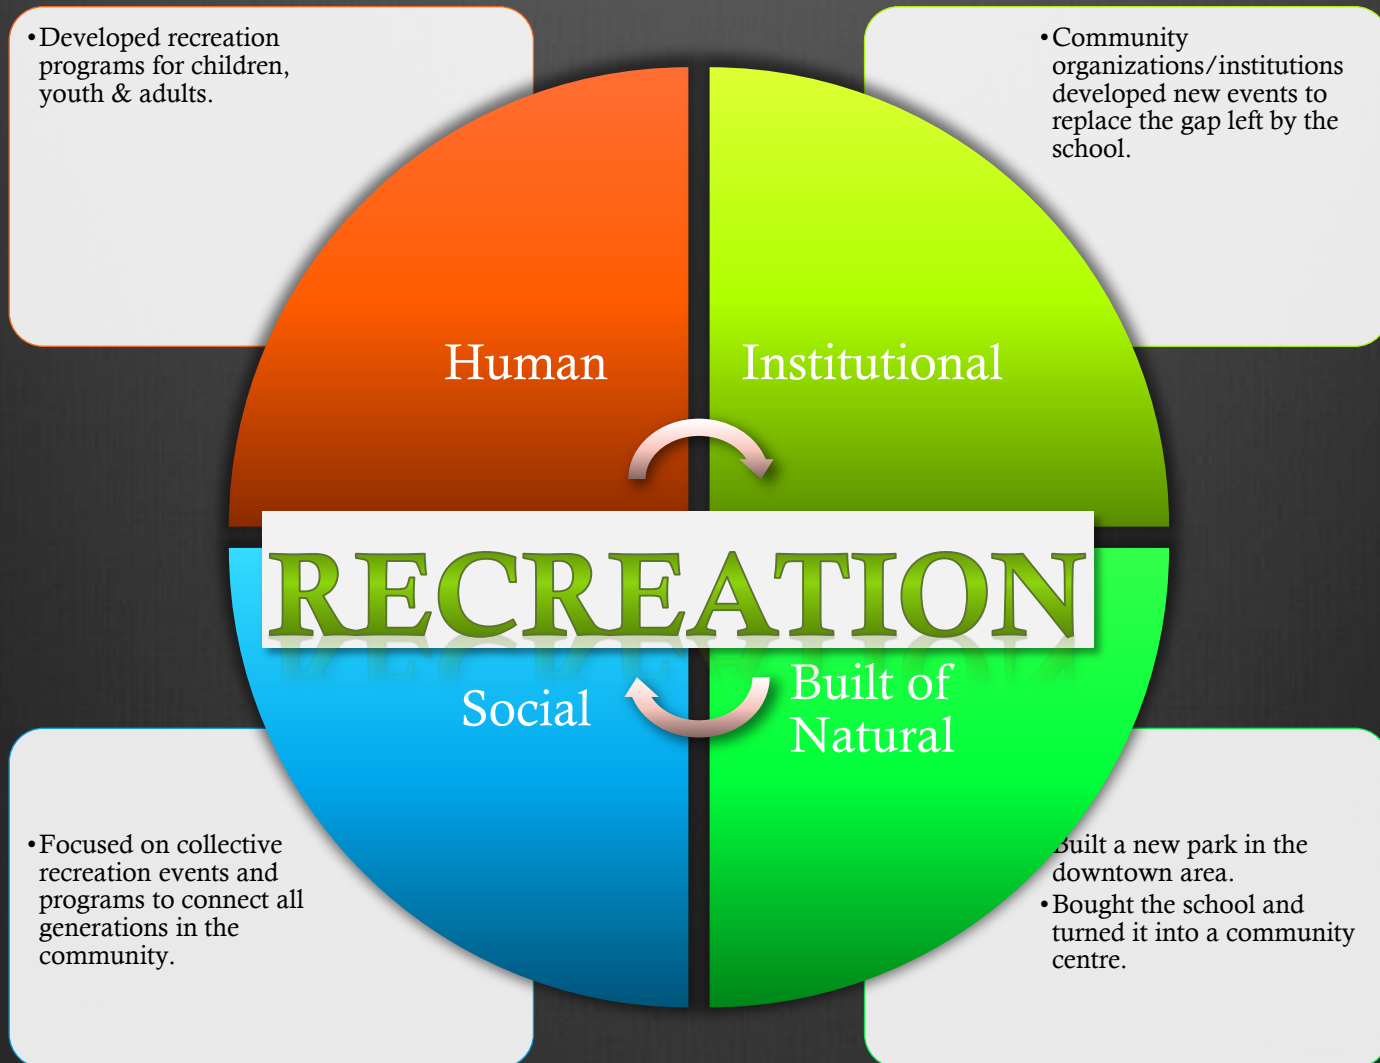 •Developed recreation
programs for children,
youth & adults.
•Community
organizations/institutions
developed new events to
replace the gap left by the
school.
Human
Institutional
RECREATION
Social
Built of
Natural
•Focused on collective
recreation events and
programs to connect all
generations in the
community.
Built a new park in the
downtown area.
•Bought the school and
turned it into a community
centre.